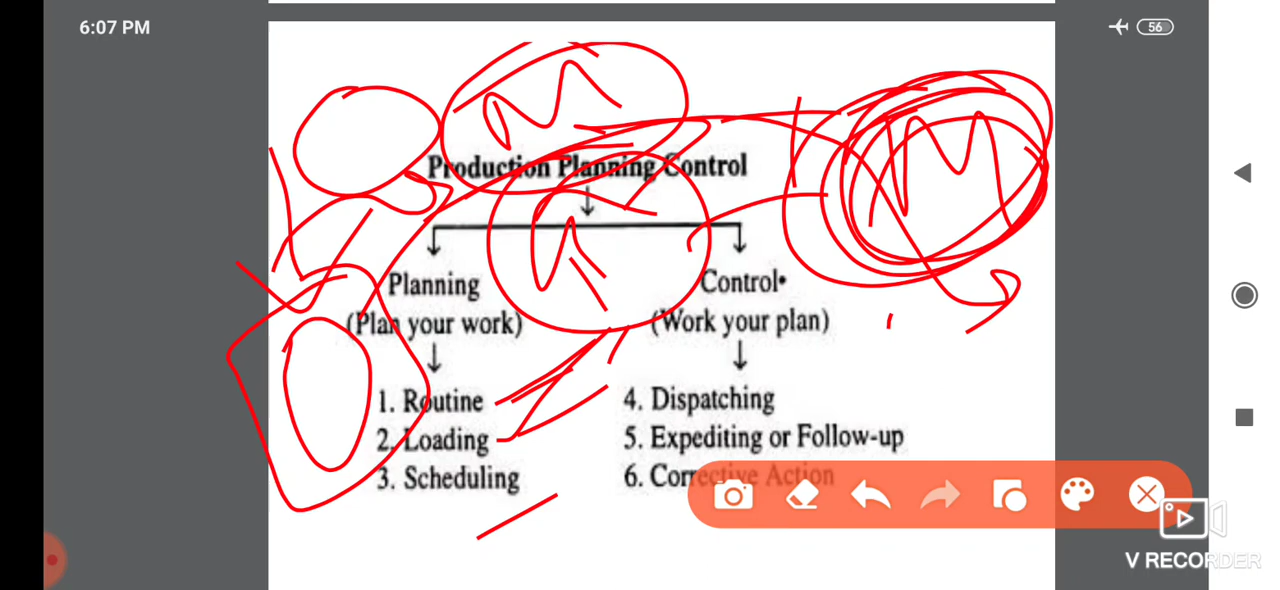 6:07 PM
56
Production Planning Control
Planning
Control•
(Plan your work)
(Work your plan)
1. Routine
4. Dispatching
2. Loading
5. Expediting or Follow-up
3. Scheduling
6. Corrective Action
V RECORDER